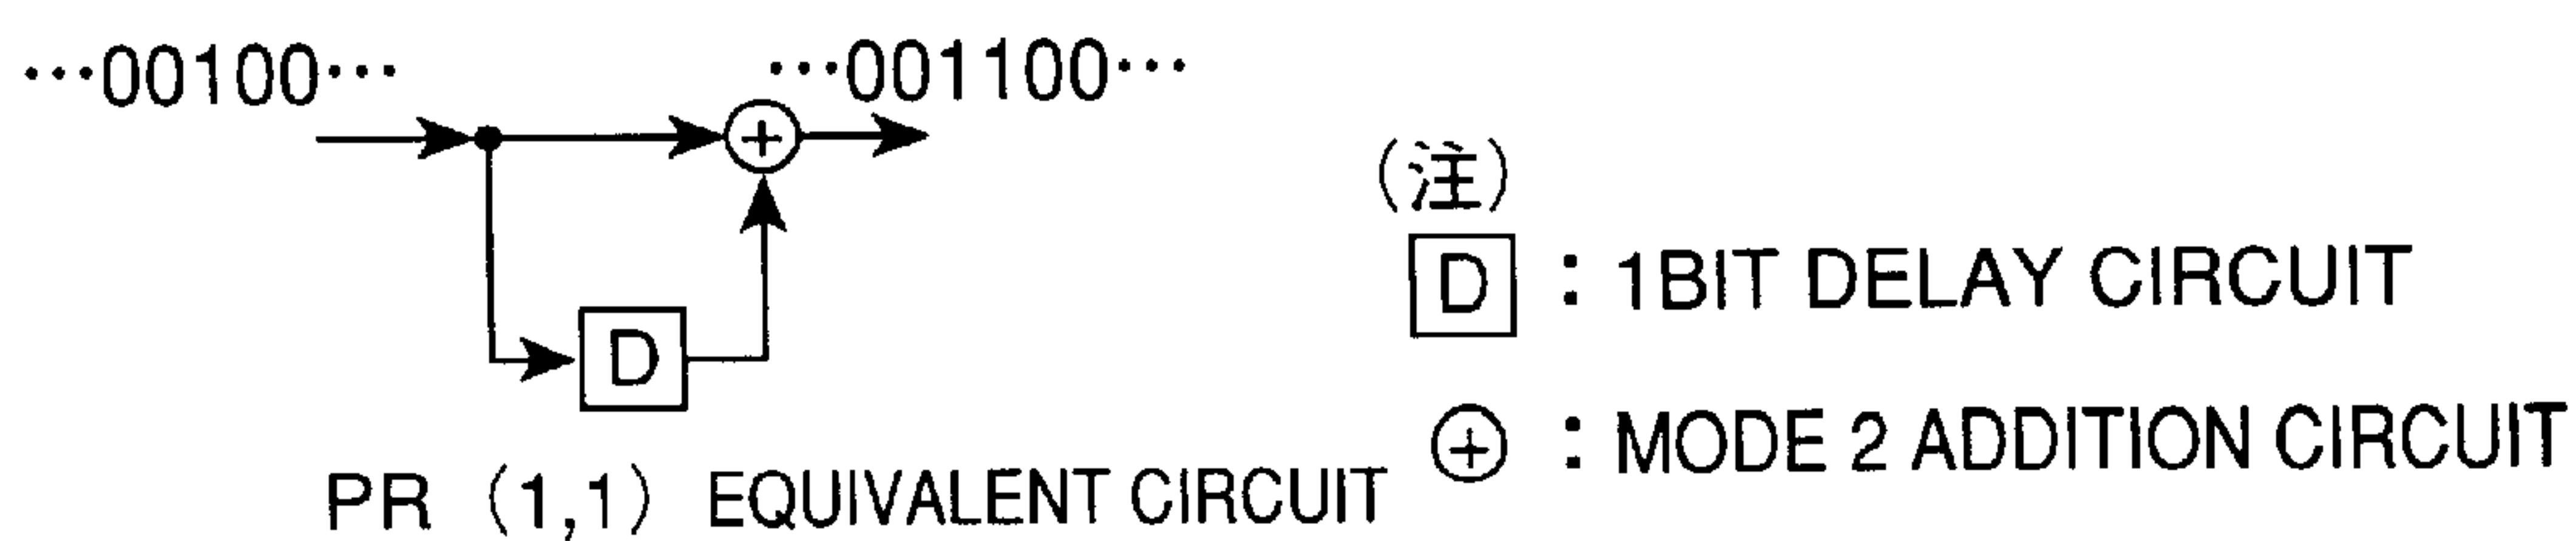 …00100…
…001100…
+
D
PR (1,1) EQUIVALENT CIRCUIT
(注)
D : 1BIT DELAY CIRCUIT
+ : MODE 2 ADDITION CIRCUIT